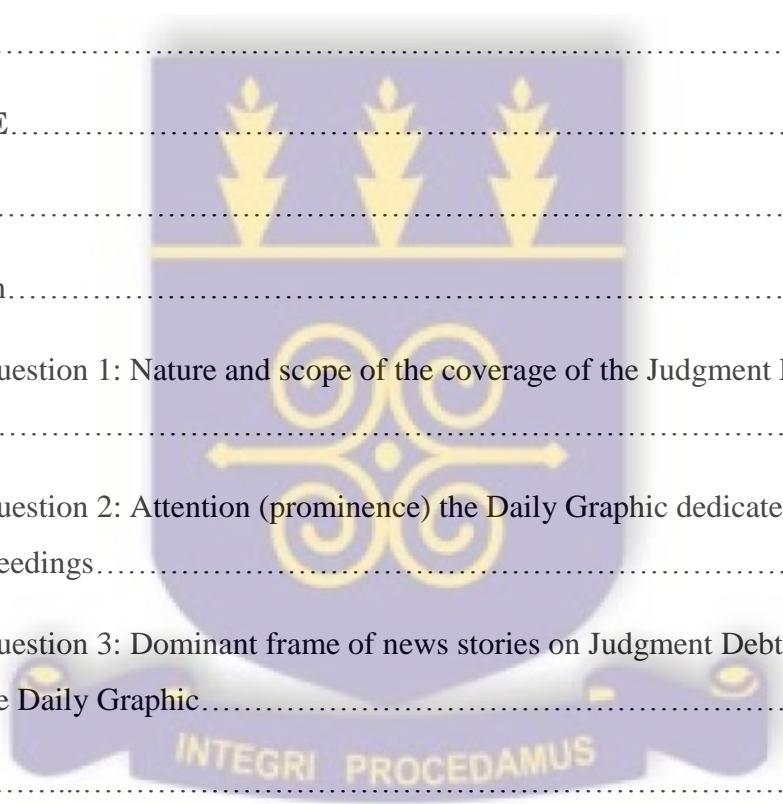 ……………………………………………………………
E……………………………………………………………
……………………………………………………………
n……………………………………………………………
uestion 1: Nature and scope of the coverage of the Judgment
……………………………………………………………
uestion 2: Attention (prominence) the Daily Graphic dedicate
eedings……………………………………………………………
uestion 3: Dominant frame of news stories on Judgment Debt
e Daily Graphic……………………………………………………………
INTEGRI PROCEDAMUS
……………………………………………………………